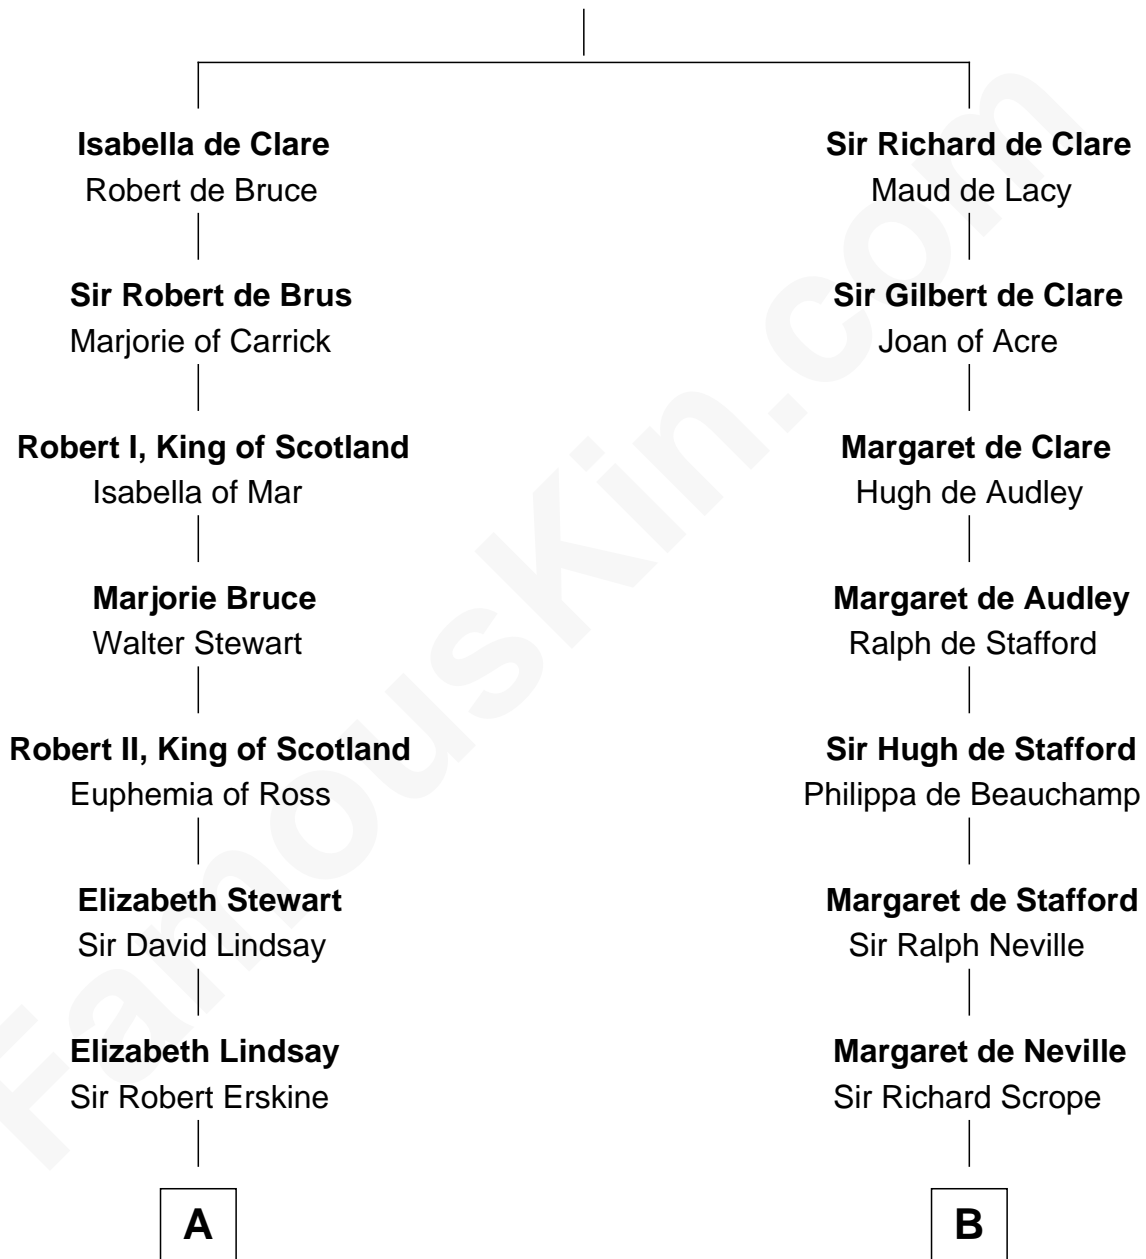 Isabella de Clare
Robert de Bruce
Sir Robert de Brus
Marjorie of Carrick
Robert I, King of Scotland
Isabella of Mar
Marjorie Bruce
Walter Stewart
Robert II, King of Scotland
Euphemia of Ross
Elizabeth Stewart
Sir David Lindsay
Elizabeth Lindsay
Sir Robert Erskine
A
Sir Richard de Clare
Maud de Lacy
Sir Gilbert de Clare
Joan of Acre
Margaret de Clare
Hugh de Audley
Margaret de Audley
Ralph de Stafford
Sir Hugh de Stafford
Philippa de Beauchamp
Margaret de Stafford
Sir Ralph Neville
Margaret de Neville
Sir Richard Scrope
B
FamousKin.com